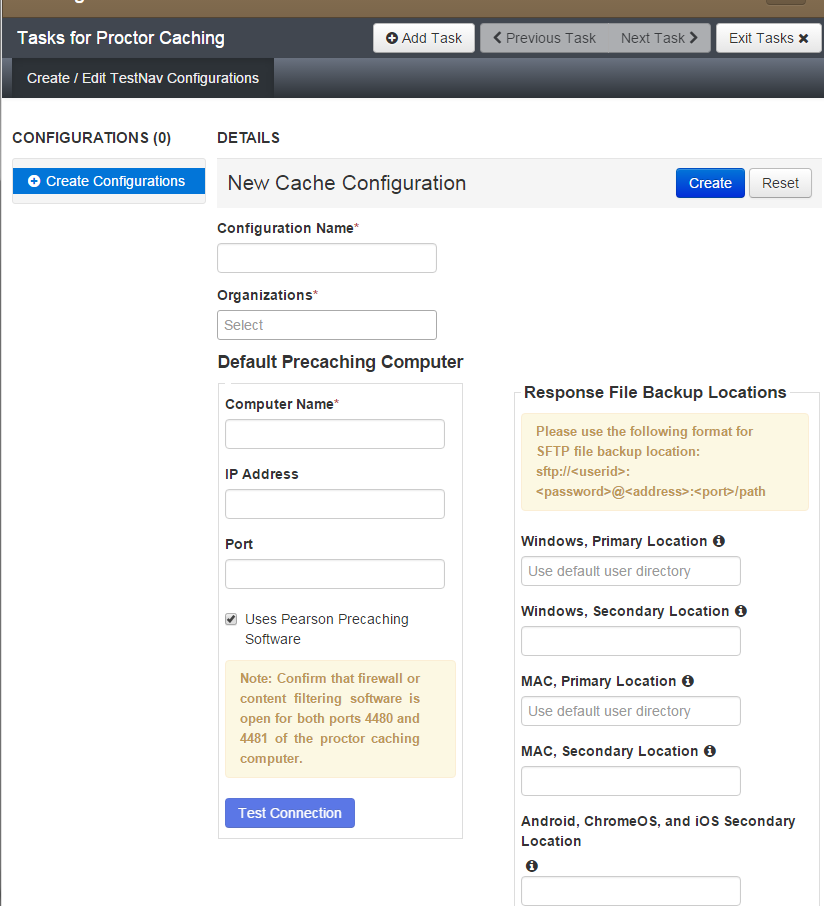 Tasks for Proctor Caching
Add Task
Previous Task
Next Task
Exit Tasks
Create / Edit TestNav Configurations
CONFIGURATIONS (0)
Create Configurations
DETAILS
New Cache Configuration
Create
Reset
Configuration Name*
Organizations*
Select
Default Precaching Computer
Computer Name*
IP Address
Port
Uses Pearson Precaching
Software
Note: Confirm that firewall or
content filtering software is
open for both ports 4480 and
4481 of the proctor caching
computer.
Test Connection
Response File Backup Locations
Please use the following format for
SFTP file backup location:
sftp://<userid>:
<password>@<address>:<port>/path
Windows, Primary Location
Use default user directory
Windows, Secondary Location
MAC, Primary Location
Use default user directory
MAC, Secondary Location
Android, ChromeOS, and iOS Secondary
Location